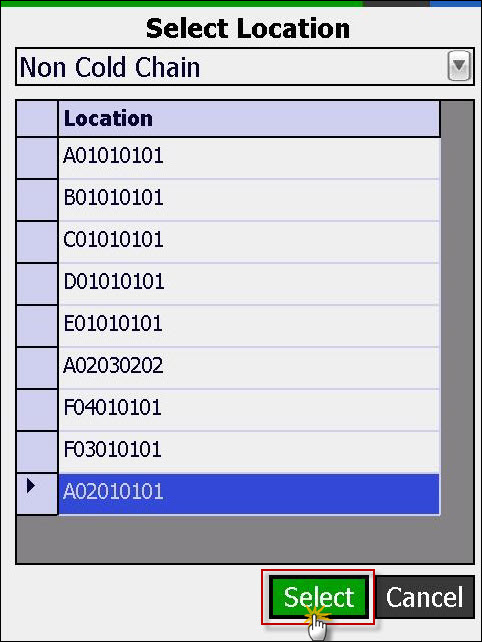 Select Location
Non Cold Chain
Location
A01010101
B01010101
C01010101
D01010101
E01010101
A02030202
F04010101
F03010101
A02010101
Select Cancel